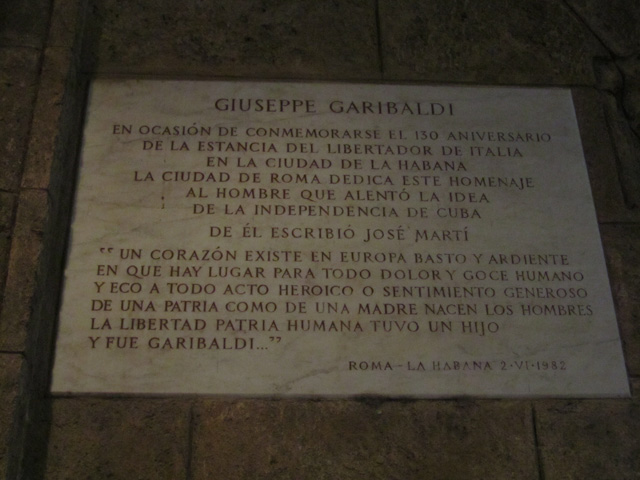 GIUSEPPE GARIBALDI
EN OCASIÓN DE CONMEMORARSE EL 130 ANIVERSARIO
DE LA ESTANCIA DEL LIBERTADOR DE ITALIA
EN LA CIUDAD DE LA HABANA
LA CIUDAD DE ROMA DEDICA ESTE HOMENAJE
AL HOMBRE QUE ALENTÓ LA IDEA
DE LA INDEPENDENCIA DE CUBA
DE ÉL ESCRIBIÓ JOSÉ MARTÍ
"UN CORAZÓN EXISTE EN EUROPA BASTO Y ARDIENTE
EN QUE HAY LUGAR PARA TODO DOLOR Y GOCE HUMANO
Y ECO A TODO ACTO HEROICO O SENTIMIENTO GENEROSO
DE UNA PATRIA COMO DE UNA MADRE NACEN LOS HOMBRES
LA LIBERTAD PATRIA HUMANA TUVO UN HIJO
Y FUE GARIBALDI..."
ROMA - LA HABANA 2·VI·1982